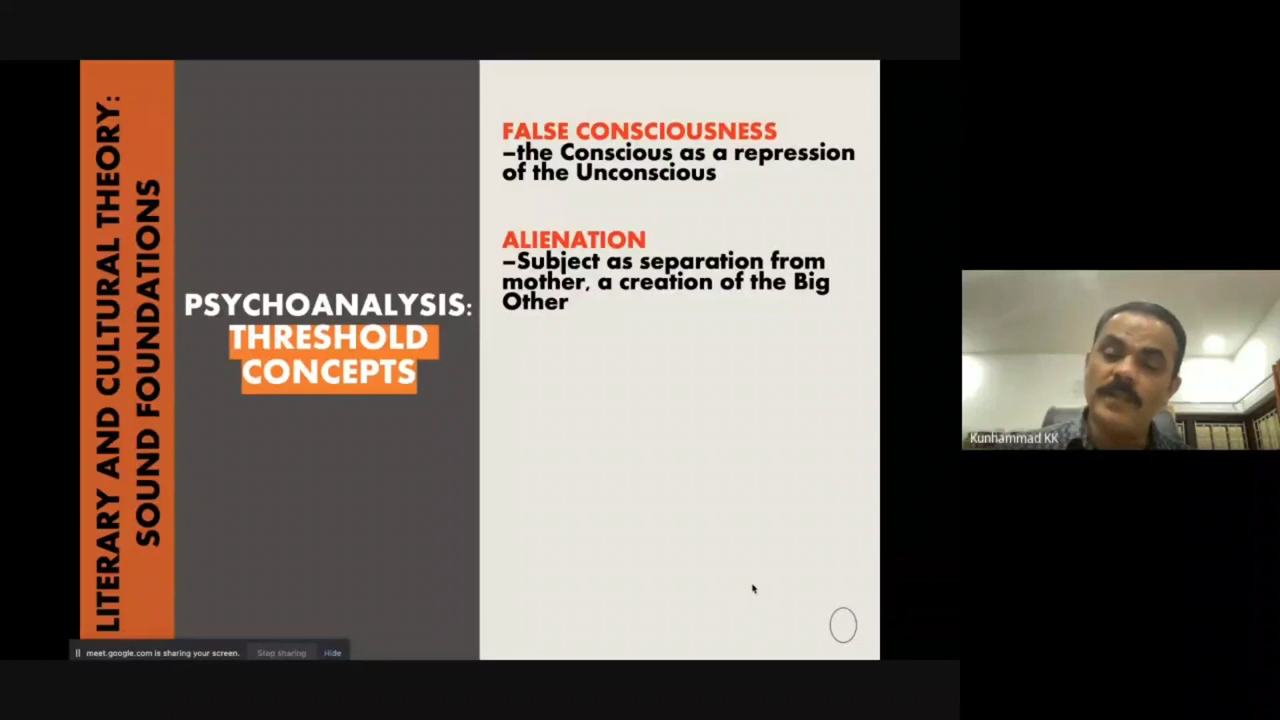 LITERARY AND CULTURAL THEORY:
SOUND FOUNDATIONS
PSYCHOANALYSIS:
THRESHOLD
CONCEPTS
FALSE CONSCIOUSNESS
–the Conscious as a repression
of the Unconscious
ALIENATION
–Subject as separation from
mother, a creation of the Big
Other
Kunhammad KK
meet.google.com is sharing your screen. Stop sharing Hide